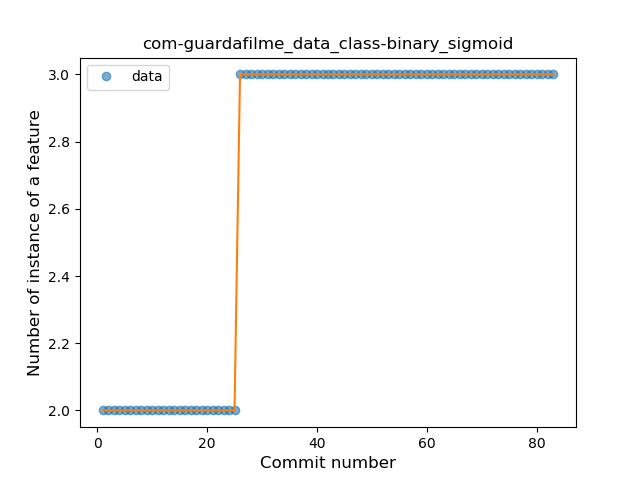 com-guardafilme_data_class-binary_sigmoid
data
Number of instance of a feature
3.0
2.8
2.6
2.4
2.2
2.0
0 20 40 60 80
Commit number